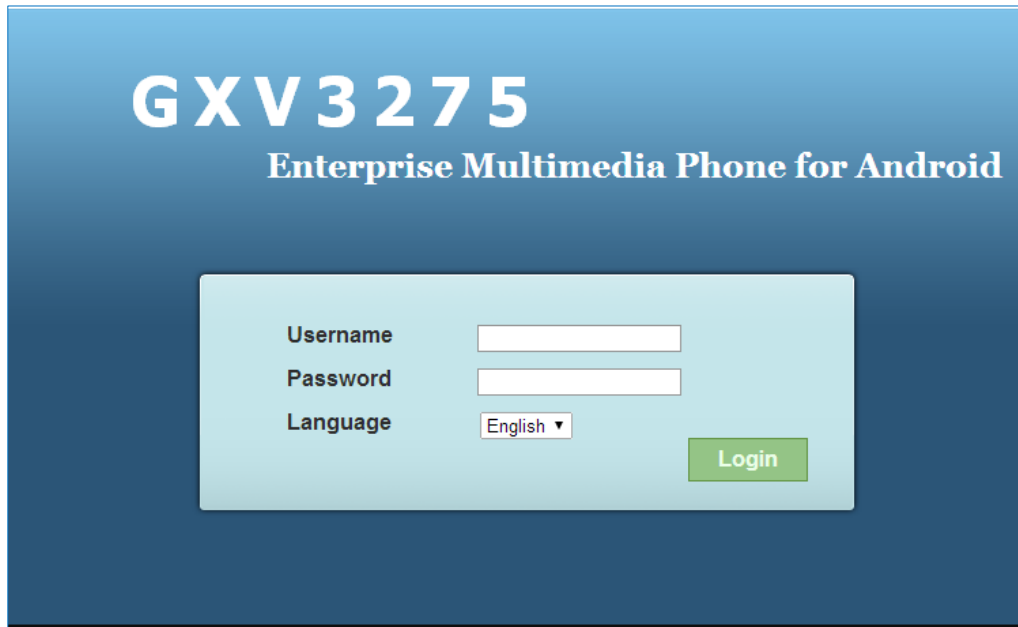 GXV3275
Enterprise Multimedia Phone for Android
Username
Password
Language English
Login